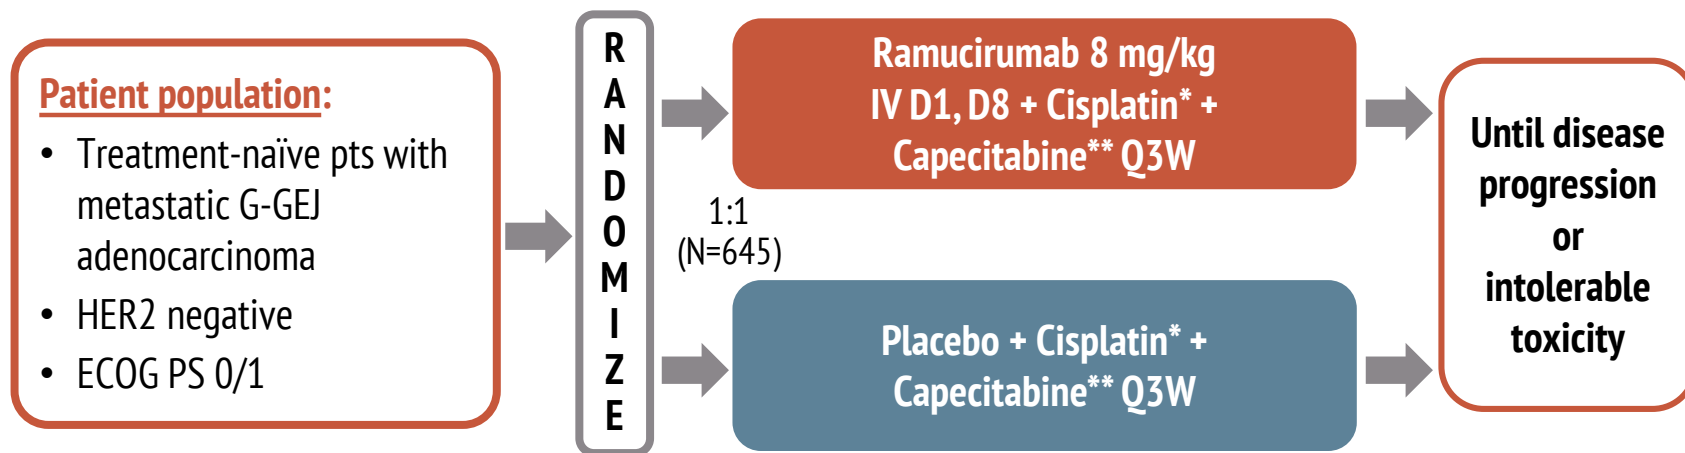 Patient population:
• Treatment-naïve pts with
metastatic G-GEJ
adenocarcinoma
• HER2 negative
• ECOG PS 0/1
R
A
N
D
O
M
I
Z
E
1:1
(N=645)
Ramucirumab 8 mg/kg
IV D1, D8 + Cisplatin* +
Capecitabine** Q3W
Placebo + Cisplatin* +
Capecitabine** Q3W
Until disease
progression
or
intolerable
toxicity